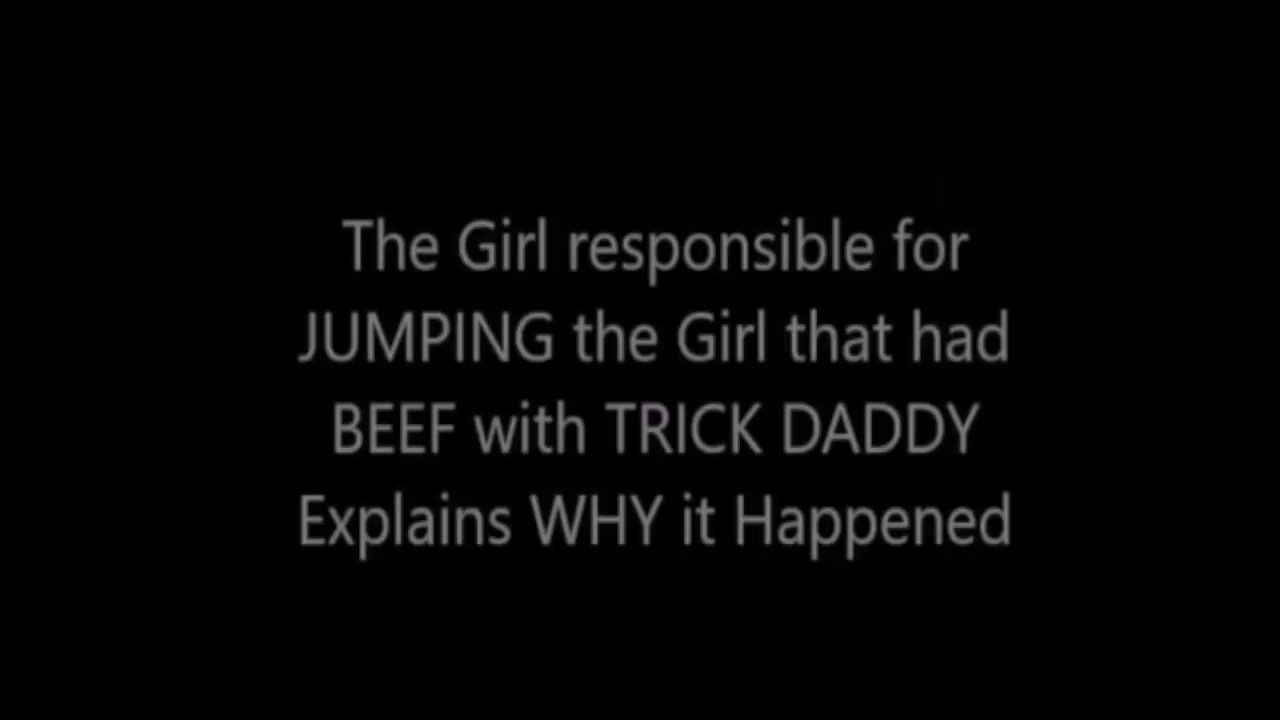 The Girl responsible for
JUMPING the Girl that had
BEEF with TRICK DADDY
Explains WHY it Happened